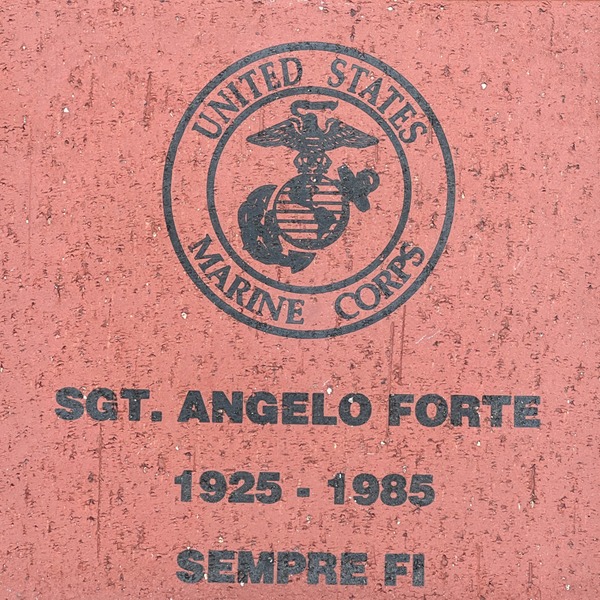 UNITED STATES
MARINE CORPS
SGT. ANGELO FORTE
1925 - 1985
SEMPRE FI